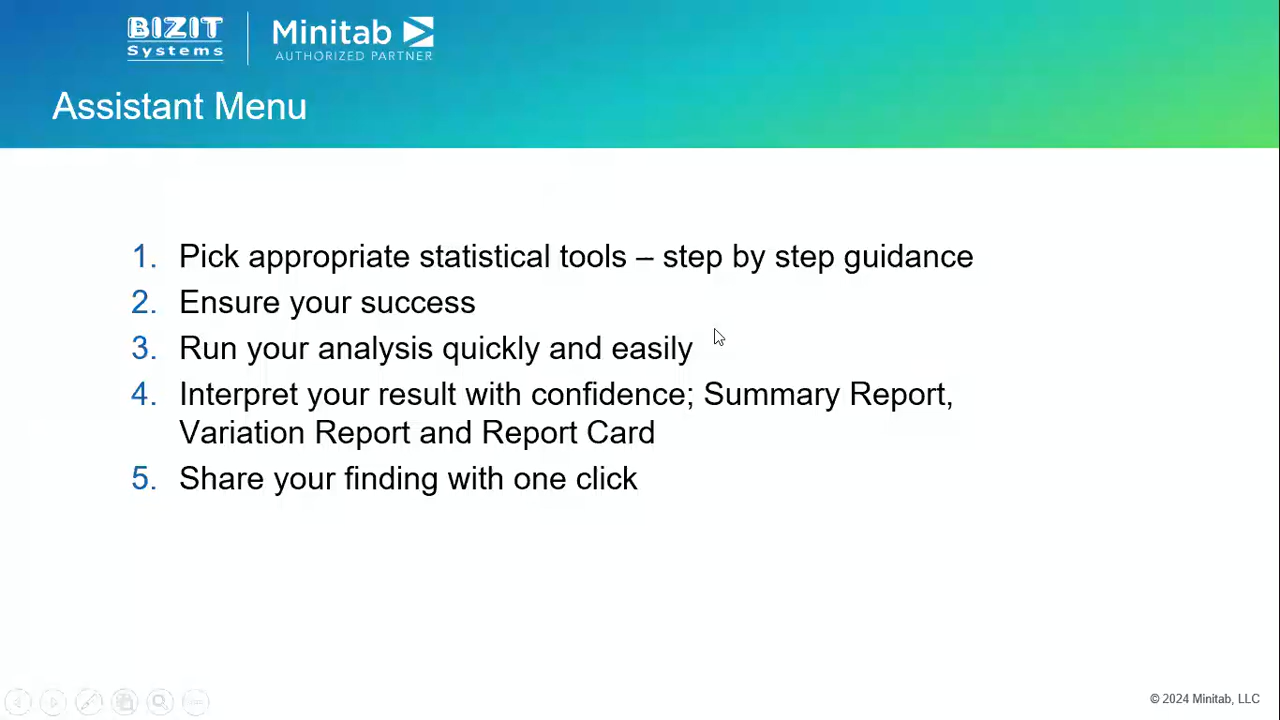 BIZIT
Systems
Minitab
AUTHORIZED PARTNER
Assistant Menu
1. Pick appropriate statistical tools – step by step guidance
2. Ensure your success
3. Run your analysis quickly and easily
4. Interpret your result with confidence; Summary Report,
Variation Report and Report Card
5. Share your finding with one click
© 2024 Minitab, LLC